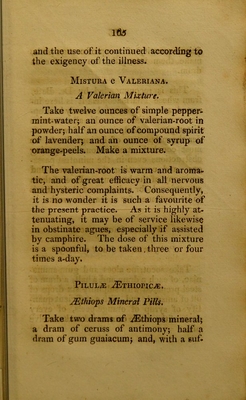 165
and the use of it continued according to
the exigency of the illness.
MISTURA e VALERIANA.
A Valerian Mixture.
Take twelve ounces of simple pepper-
mint-water; an ounce of valerian-root in
powder; half an ounce of compound spirit
of lavender; and an ounce of syrup of
orange-peels. Make a mixture.
The valerian-root is warm and aroma-
tic, and of great efficacy in all nervous
and hysteric complaints. Consequently,
it is no wonder it is such a favourite of
the present practice. As it is highly at-
tenuating, it may be of service likewise
in obstinate agues, especially if assisted
by camphire. The dose of this mixture
is a spoonful, to be taken three or four
times a-day.
PILULÆ ÆTHIOPICÆ.
Æthiops Mineral Pills.
Take two drams of Æthiops mineral;
a dram of ceruss of antimony; half a
dram of gum guaiacum; and, with a suf-